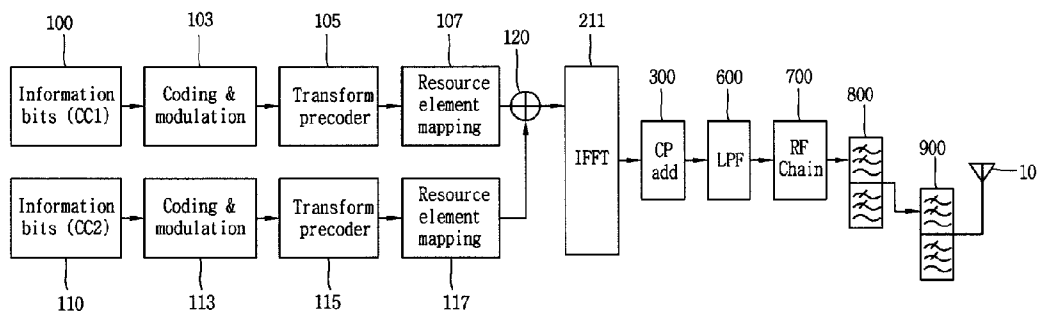 100
103
105
107
120
211
300
600
700
800
900
10
Information
bits (CC1)
Coding &
modulation
Transform
precoder
Resource
element
mapping
IFFT
CP
add
LPF
RF
Chain
Information
bits (CC2)
Coding &
modulation
Transform
precoder
Resource
element
mapping
110
113
115
117